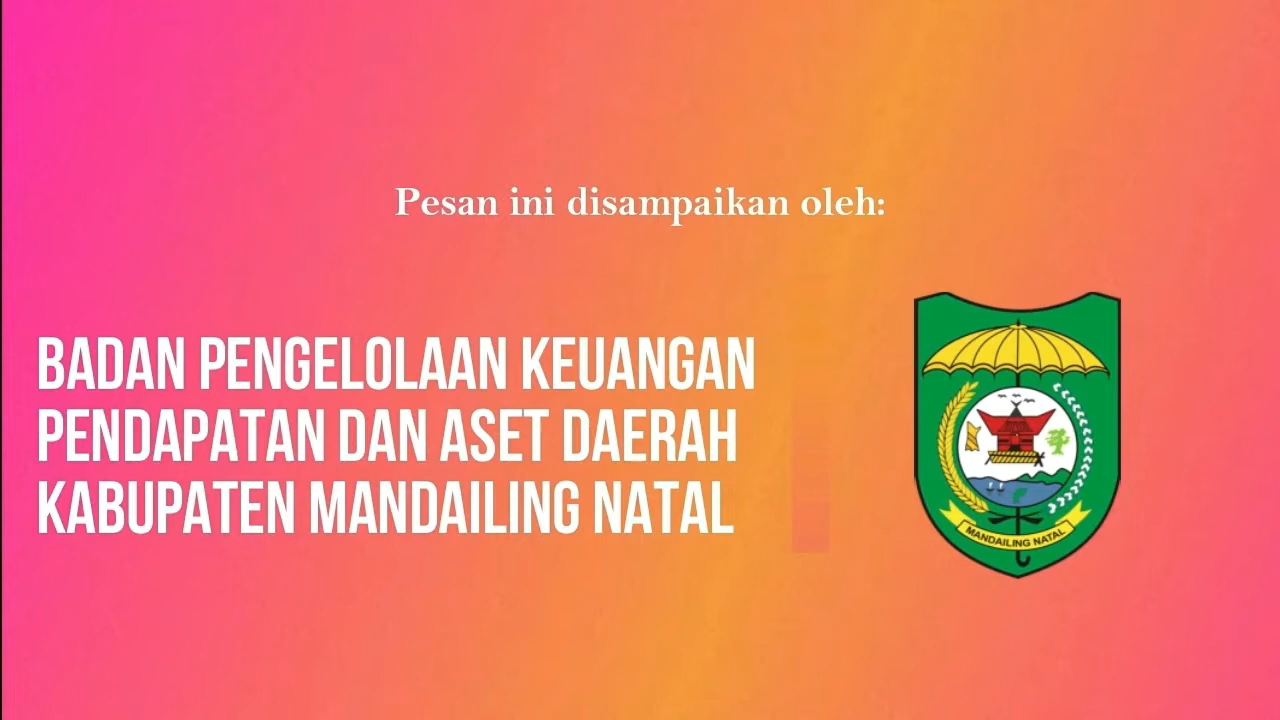 Pesan ini disampaikan oleh:
BADAN PENGELOLAAN KEUANGAN
PENDAPATAN DAN ASET DAERAH
KABUPATEN MANDAILING NATAL
MANDAILING NATAL